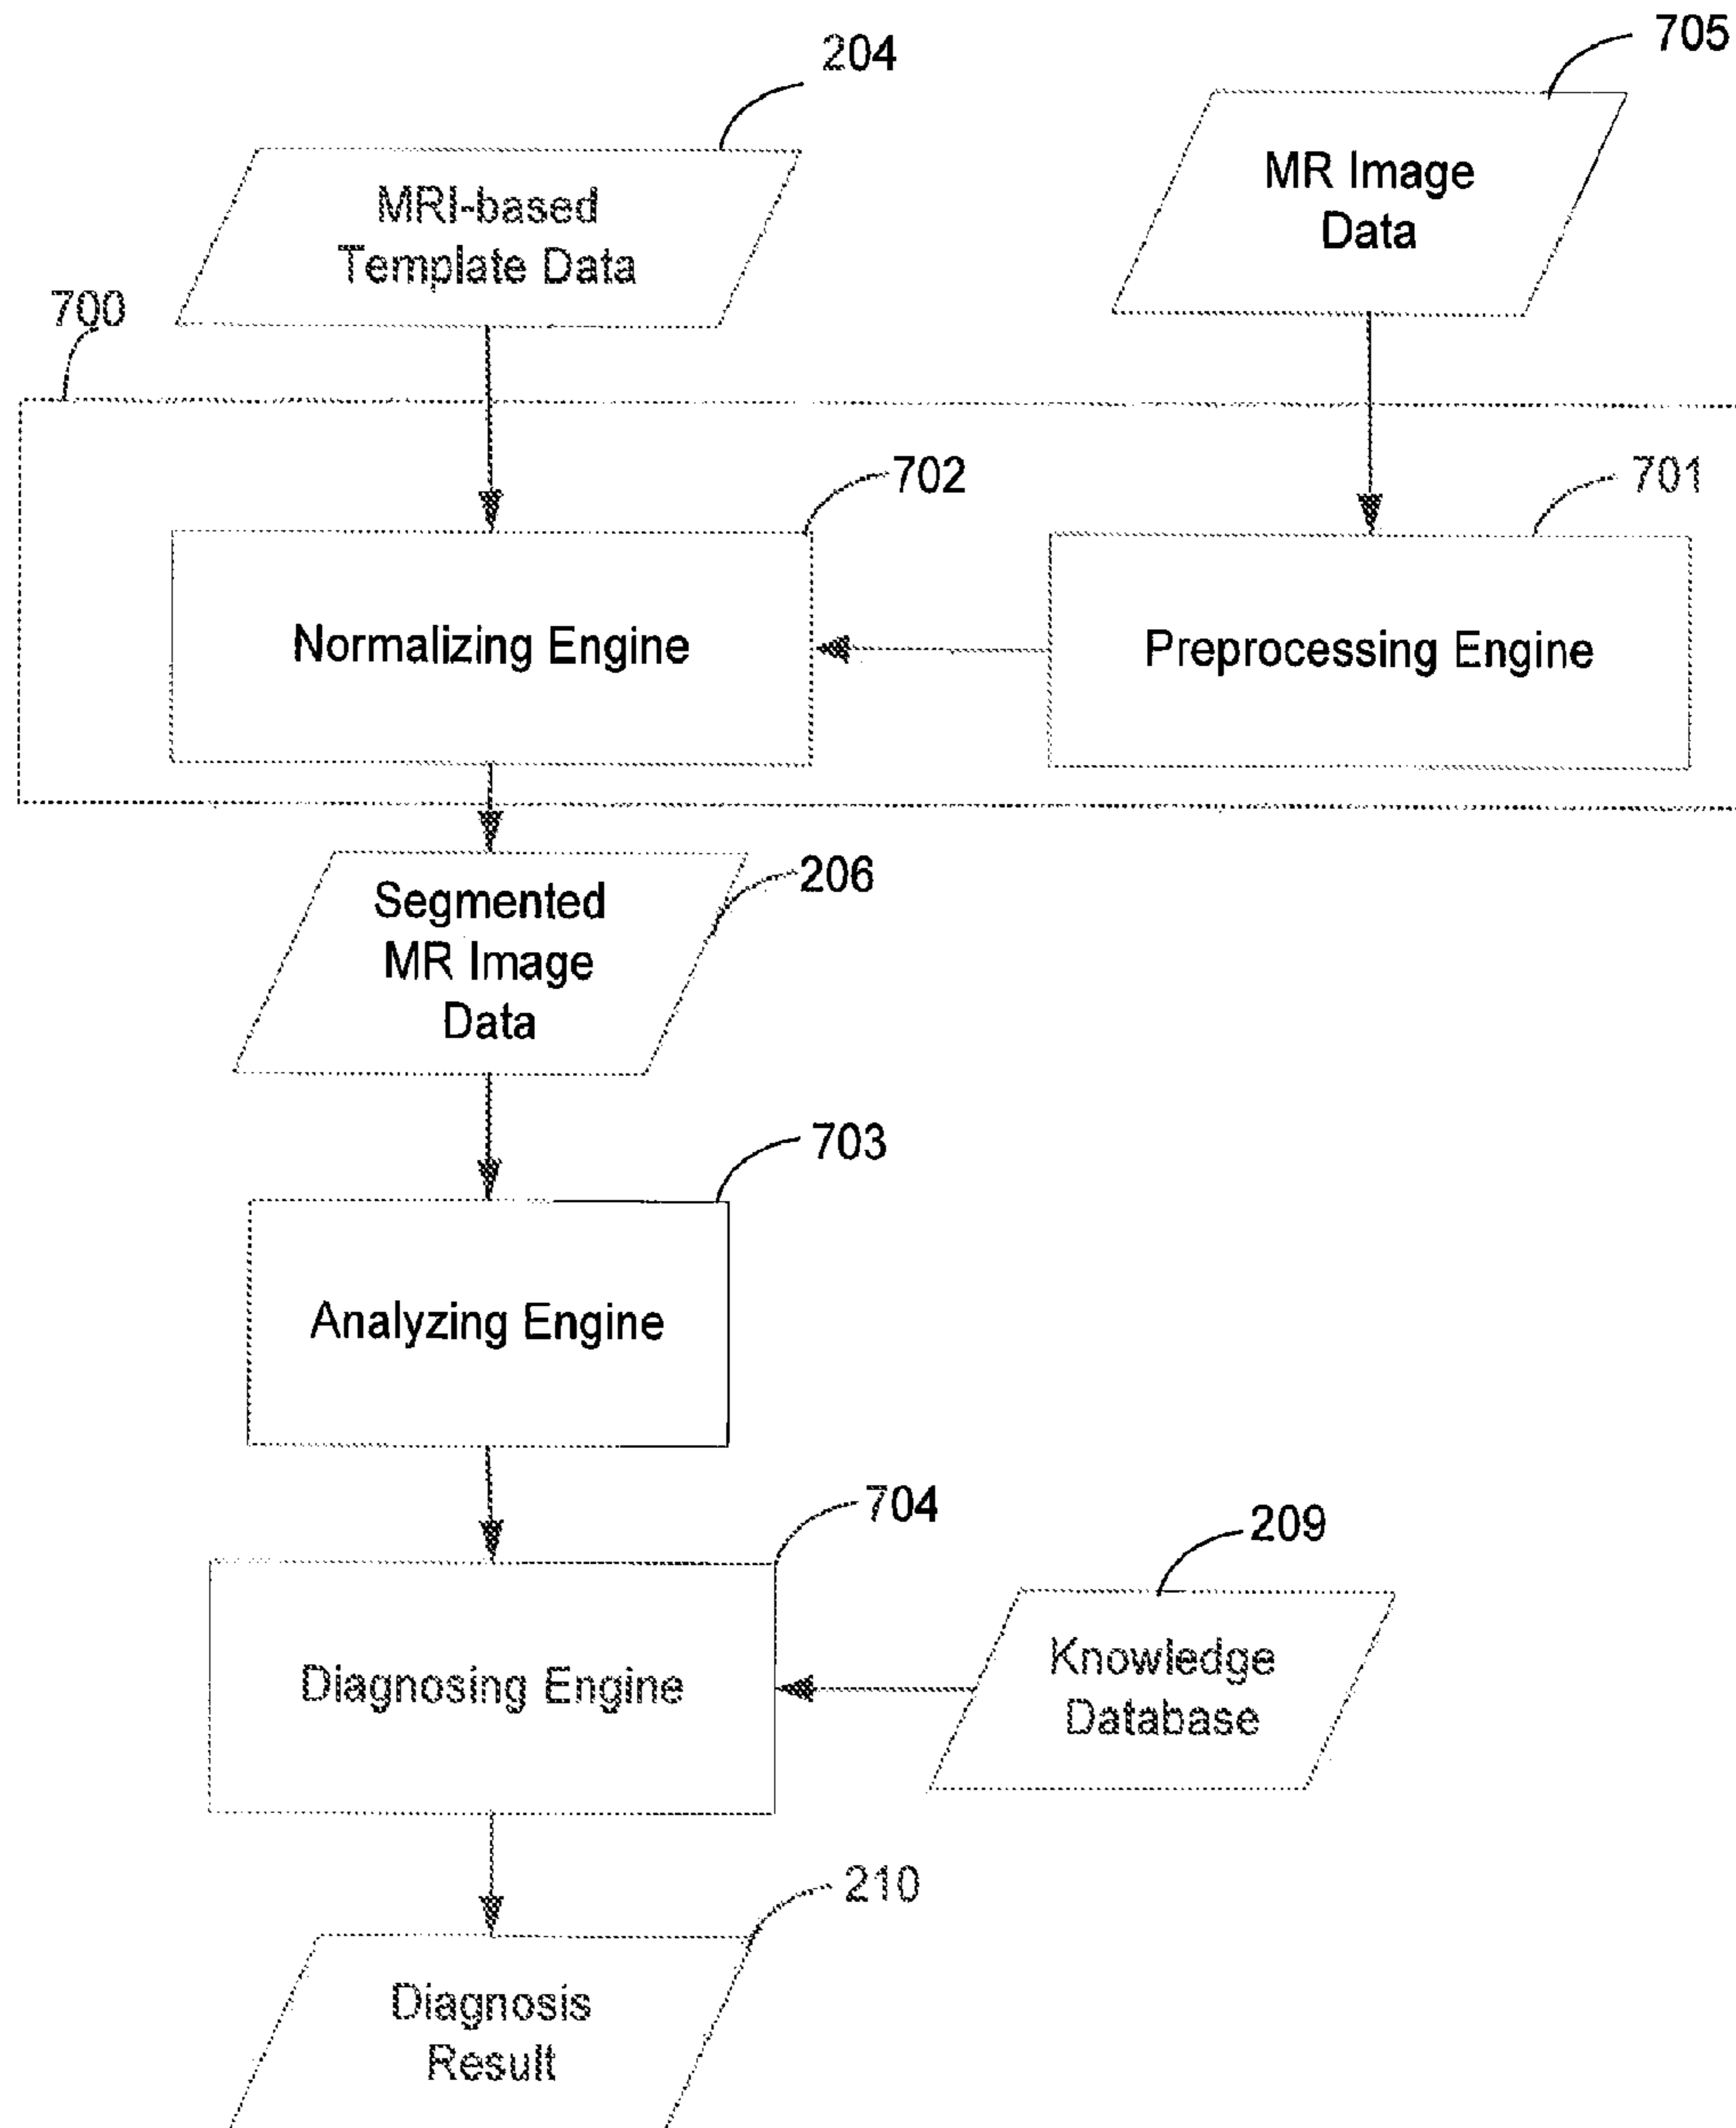 204
705
MRI-based
Template Data
MR Image
Data
700
702
701
Normalizing Engine
Preprocessing Engine
Segmented
MR Image
Data
206
703
Analyzing Engine
704
209
Diagnosing Engine
Knowledge
Database
210
Diagnosis
Result